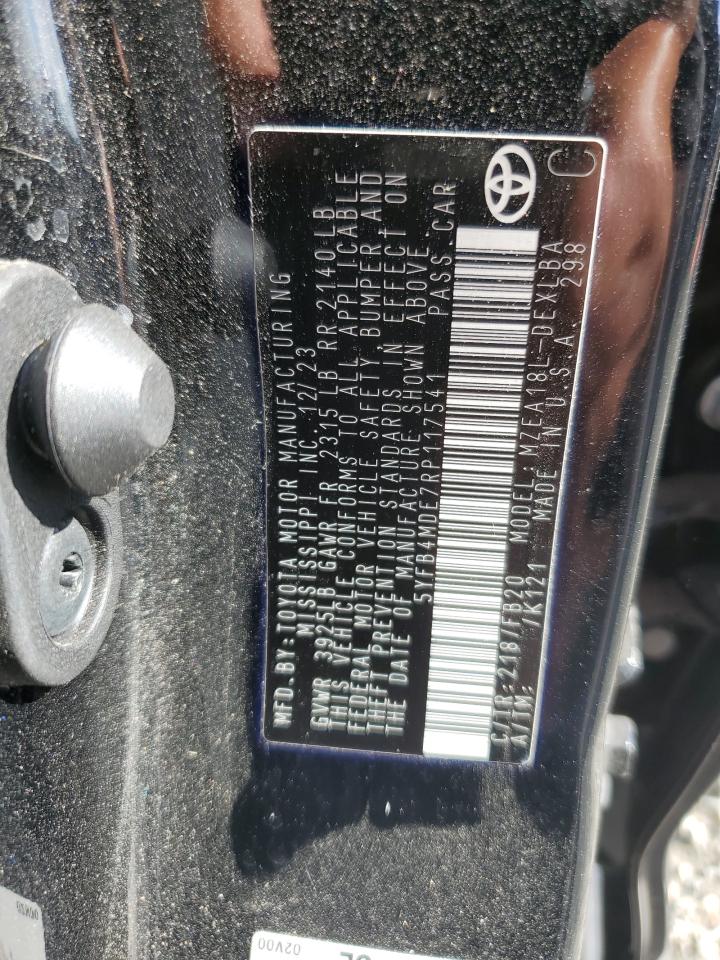 MFD.BY:TOYOTA MOTOR MANUFACTURING
MISSISSIPPI INC. 12/23
GVWR 3925LB GAWR FR 2315 LB RR 2140 LB
THIS VEHICLE CONFORMS TO ALL APPLICABLE
FEDERAL MOTOR VEHICLE SAFETY BUMPER AND
THEFT PREVENTION STANDARDS IN EFFECT ON
THE DATE OF MANUFACTURE SHOWN ABOVE.
5YFB4MDE7RP117541 PASS. CAR
C/TR:218/FB20 MODEL:MZEA18L-DEXLBA
A/TM: /K121 MADE IN U.S.A. 298
C
02V00